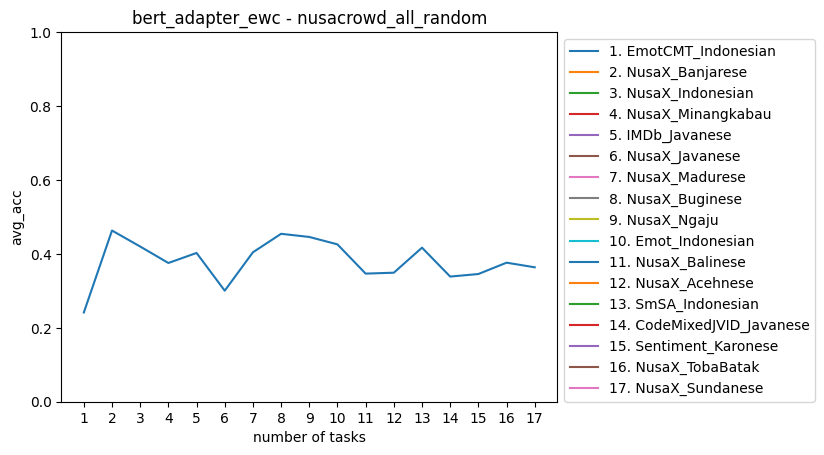 bert_adapter_ewc - nusacrowd_all_random
1.0
0.8
0.6
0.4
0.2
0.0
avg_acc
1 2 3 4 5 6 7 8 9 10 11 12 13 14 15 16 17
number of tasks
1. EmotCMT_Indonesian
2. NusaX_Banjarese
3. NusaX_Indonesian
4. NusaX_Minangkabau
5. IMDb_Javanese
6. NusaX_Javanese
7. NusaX_Madurese
8. NusaX_Buginese
9. NusaX_Ngaju
10. Emot_Indonesian
11. NusaX_Balinese
12. NusaX_Acehnese
13. SmSA_Indonesian
14. CodeMixedJVID_Javanese
15. Sentiment_Karonese
16. NusaX_TobaBatak
17. NusaX_Sundanese